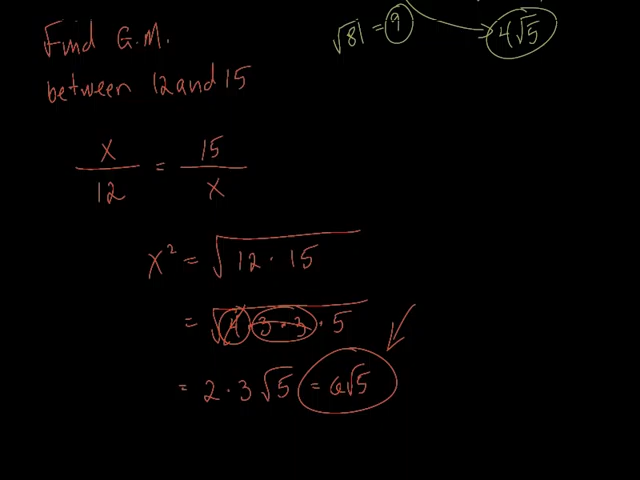 Find G.M.
between 12 and 15
√81 = 9
4√5
x/12 = 15/x
x² = √12 · 15
= √4 · 3 · 3 · 5
= 2 · 3 √5 = 6√5